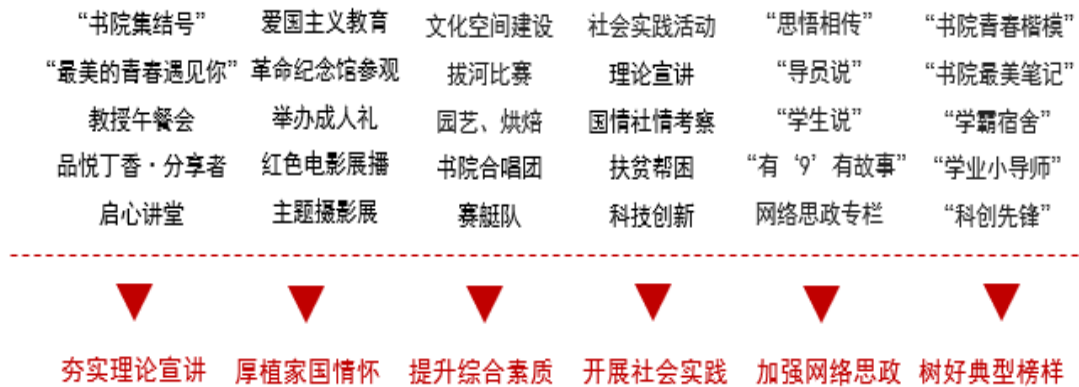 “书院集结号” 爱国主义教育 文化空间建设 社会实践活动 “思悟相传” “书院青春楷模”
“最美的青春遇见你” 革命纪念馆参观 拔河比赛 理论宣讲 “导员说” “书院最美笔记”
教授午餐会 举办成人礼 园艺、烘焙 国情社情考察 “学生说” “学霸宿舍”
品悦丁香·分享者 红色电影展播 书院合唱团 扶贫帮困 “有‘9’有故事” “学业小导师”
启心讲堂 主题摄影展 赛艇队 科技创新 网络思政专栏 “科创先锋”
夯实理论宣讲 厚植家国情怀 提升综合素质 开展社会实践 加强网络思政 树好典型榜样